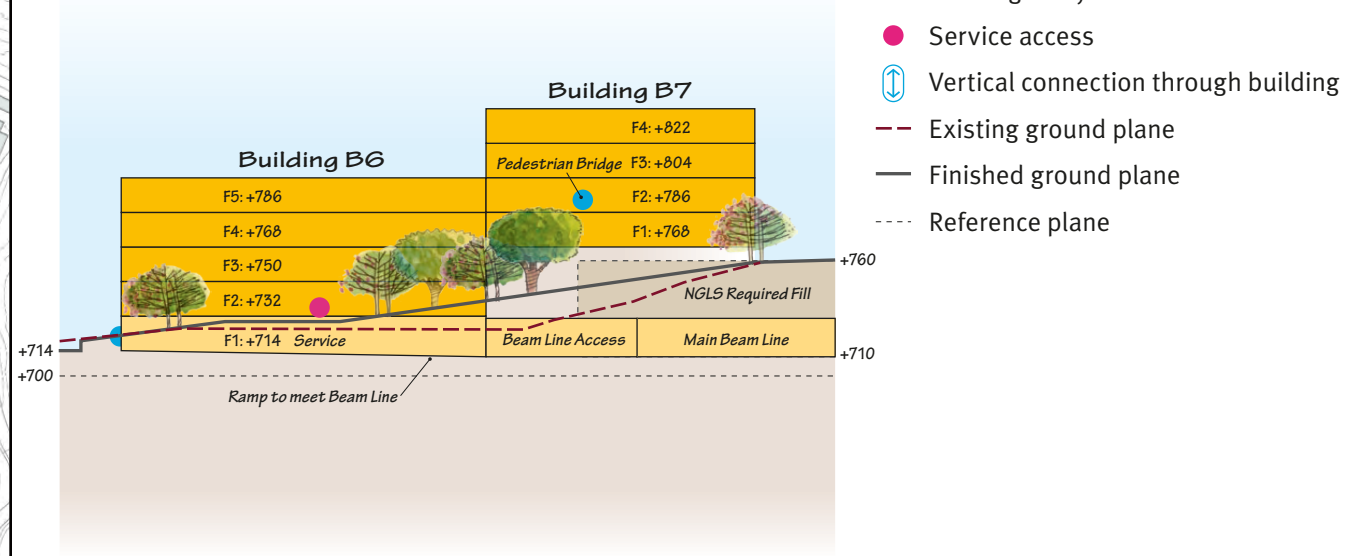 Service access
Vertical connection through building
Existing ground plane
Finished ground plane
Reference plane
Building B7
F4: +822
Pedestrian Bridge F3: +804
F2: +786
F1: +768
Building B6
F5: +786
F4: +768
F3: +750
F2: +732
F1: +714 Service
Beam Line Access
Main Beam Line
NGLS Required Fill
+760
+710
+714
+700
Ramp to meet Beam Line